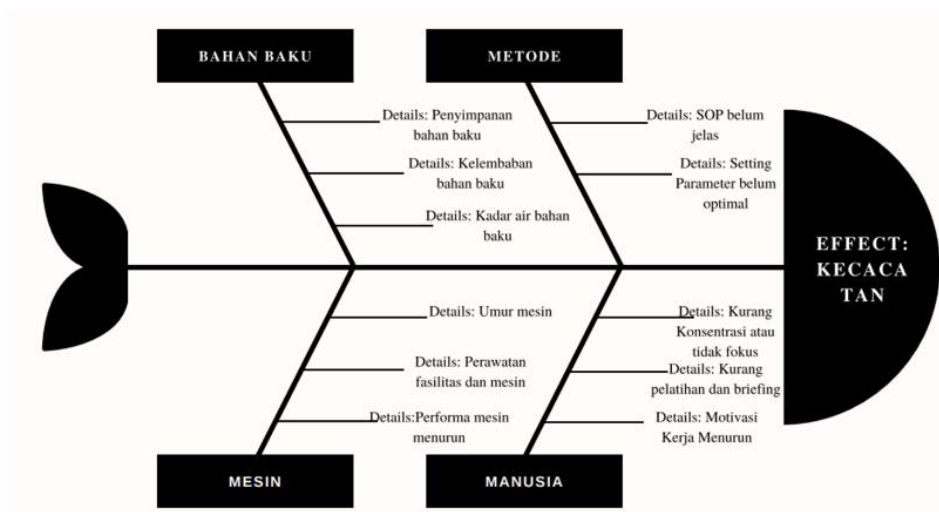 BAHAN BAKU
METODE
Details: Penyimpanan
bahan baku
Details: Kelembaban
bahan baku
Details: Kadar air bahan
baku
Details: SOP belum
jelas
Details: Setting
Parameter belum
optimal
EFFECT:
KECACA
TAN
Details: Umur mesin
Details: Perawatan
fasilitas dan mesin
Details:Performa mesin
menurun
Details: Kurang
Konsentrasi atau
tidak fokus
Details: Kurang
pelatihan dan briefing
Details: Motivasi
Kerja Menurun
MESIN
MANUSIA